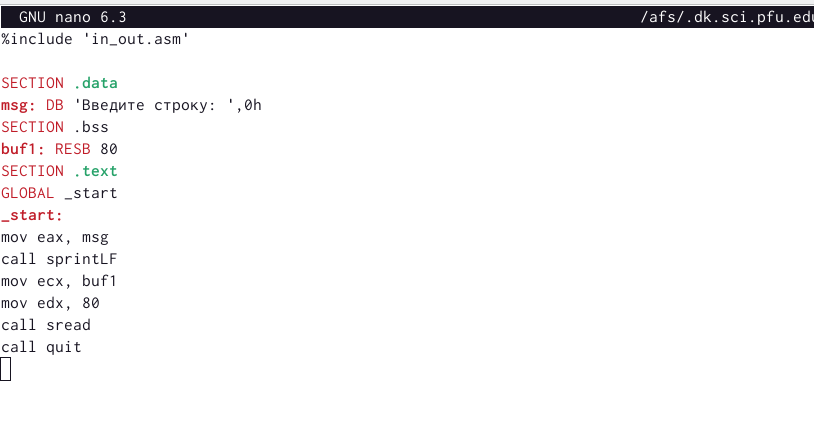 GNU nano 6.3 /afs/.dk.sci.pfu.edu
%include 'in_out.asm'
SECTION .data
msg: DB 'Введите строку: ',0h
SECTION .bss
buf1: RESB 80
SECTION .text
GLOBAL _start
_start:
mov eax, msg
call sprintLF
mov ecx, buf1
mov edx, 80
call sread
call quit